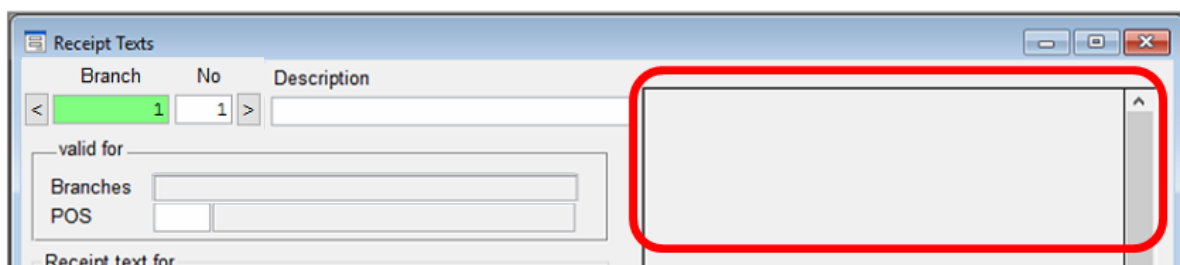 Receipt Texts
Branch No Description
< 1 1 >
valid for
Branches
POS
Receipt text for